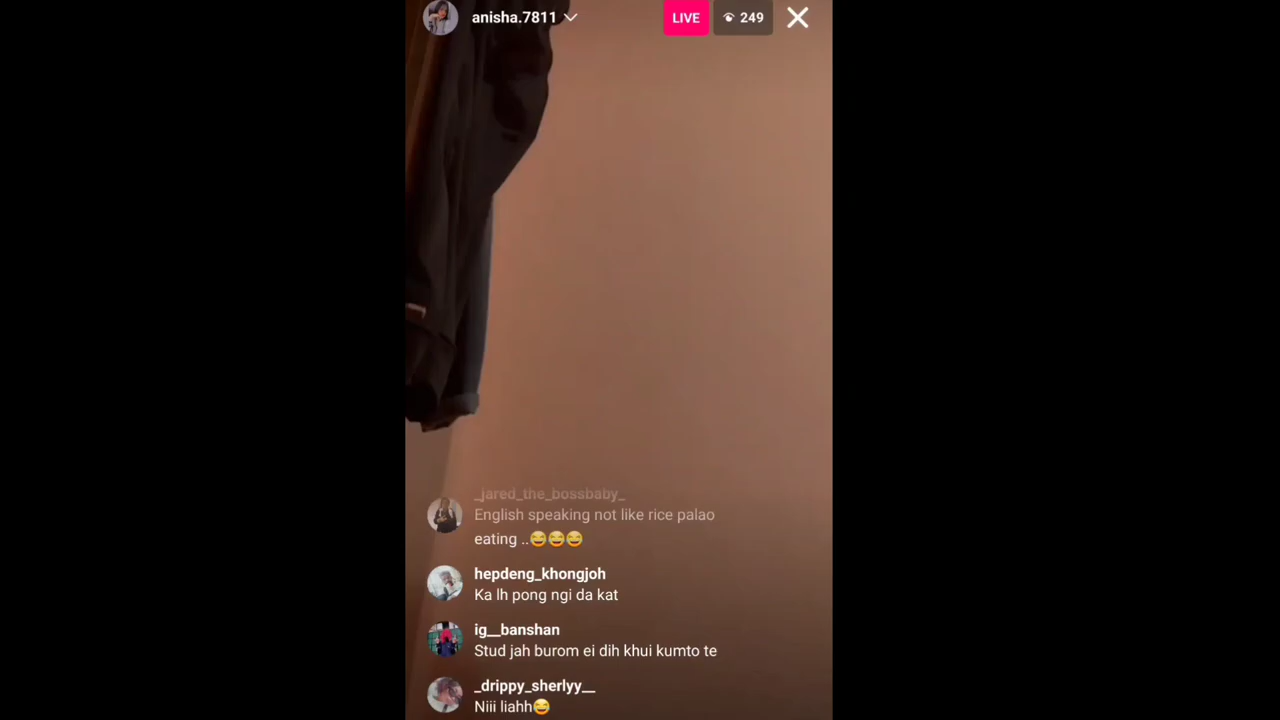 anisha.7811
LIVE
249
_jared_the_bossbaby_
English speaking not like rice palao
eating ..😂😂😂
hepdeng_khongjoh
Ka lh pong ngi da kat
ig__banshan
Stud jah burom ei dih khui kumto te
_drippy_sherlyy__
Niii liahh😂